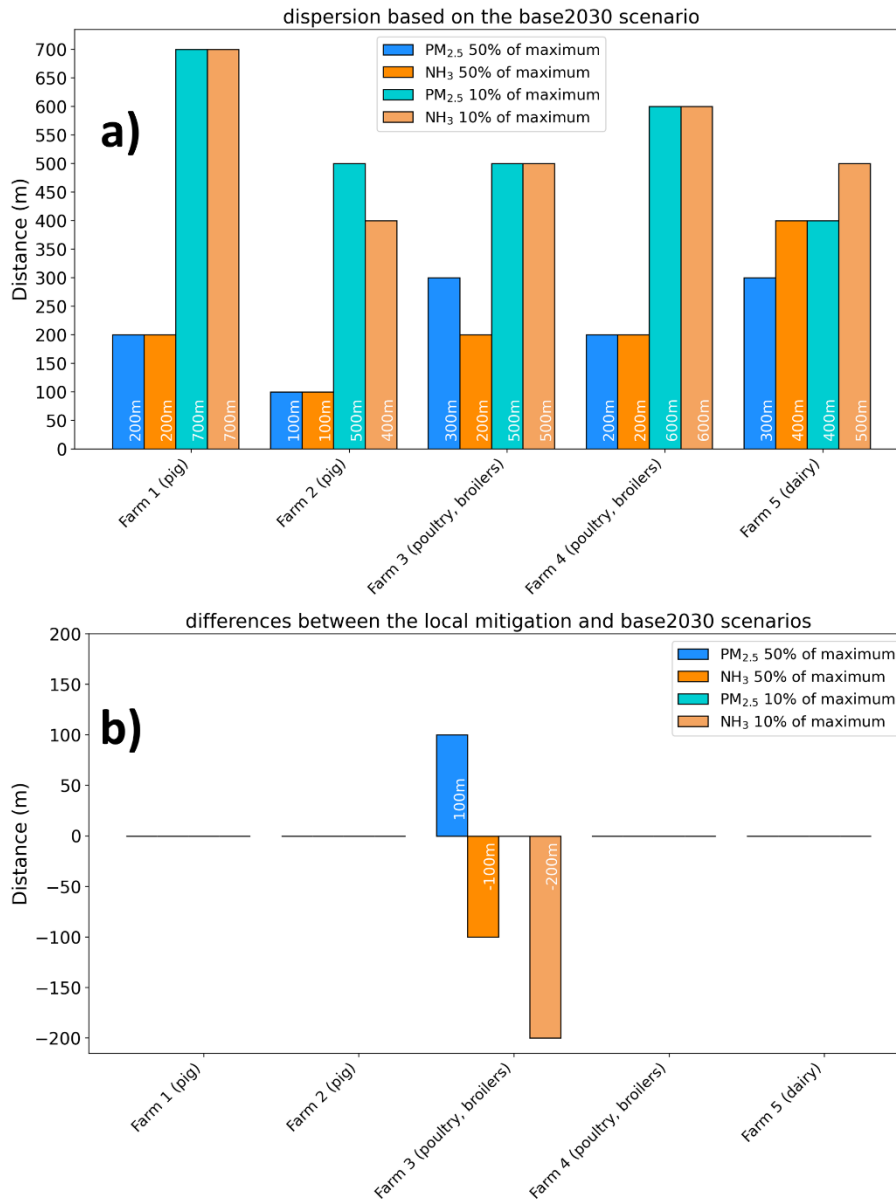 dispersion based on the base2030 scenario
a)
PM2.5 50% of maximum
NH3 50% of maximum
PM2.5 10% of maximum
NH3 10% of maximum
Distance (m)
700
650
600
550
500
450
400
350
300
250
200
150
100
50
0
200m
200m
700m
700m
100m
100m
500m
400m
300m
200m
500m
500m
200m
200m
600m
600m
300m
400m
400m
500m
Farm 1 (pig)
Farm 2 (pig)
Farm 3 (poultry, broilers)
Farm 4 (poultry, broilers)
Farm 5 (dairy)
differences between the local mitigation and base2030 scenarios
b)
PM2.5 50% of maximum
NH3 50% of maximum
PM2.5 10% of maximum
NH3 10% of maximum
Distance (m)
200
150
100
50
0
−50
−100
−150
−200
100m
-100m
-200m
Farm 1 (pig)
Farm 2 (pig)
Farm 3 (poultry, broilers)
Farm 4 (poultry, broilers)
Farm 5 (dairy)